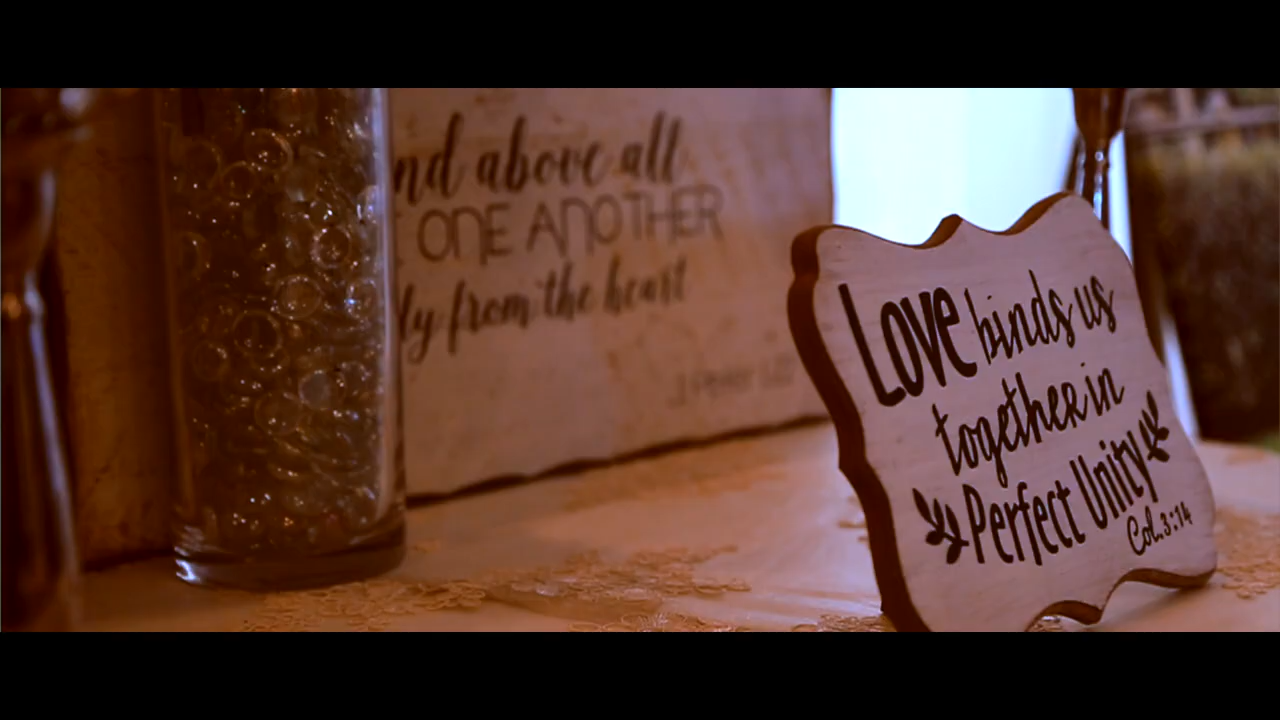 nd above all
ONE ANOTHER
ly from the heart
Love binds us
together in
Perfect Unity
Col.3:14